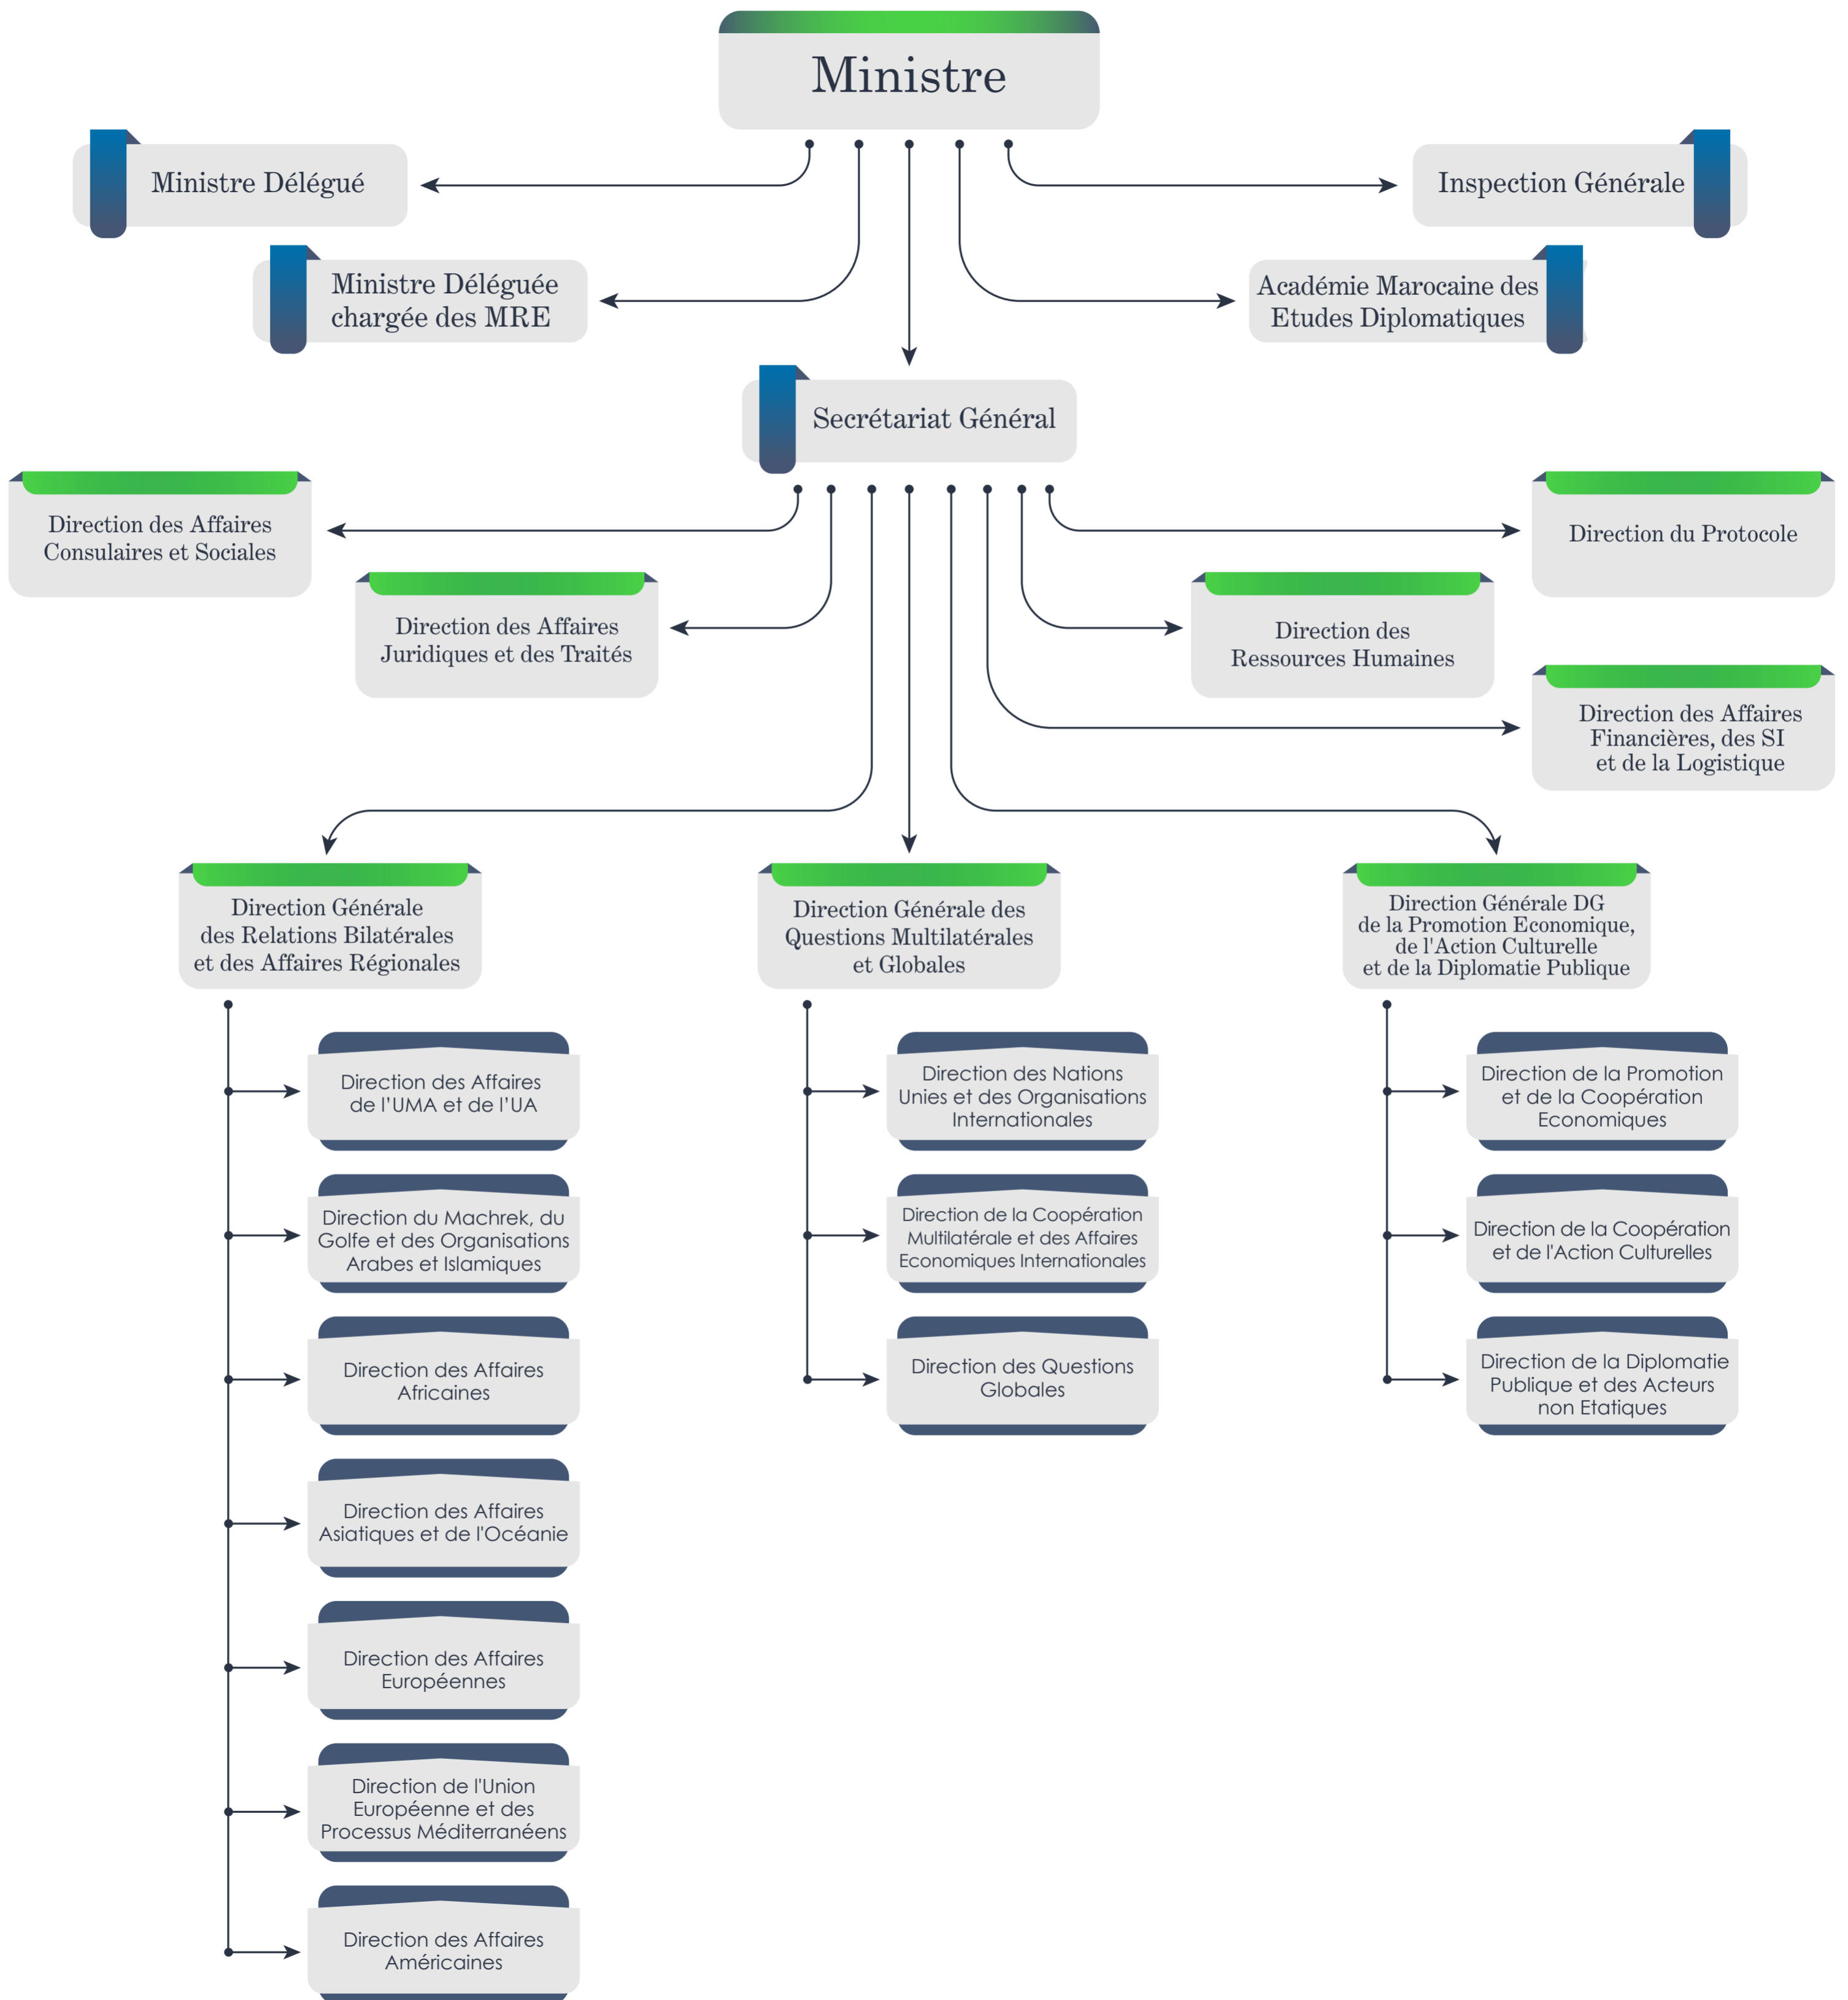 Ministre
Ministre Délégué
Inspection Générale
Ministre Déléguée
chargée des MRE
Académie Marocaine des
Etudes Diplomatiques
Secrétariat Général
Direction des Affaires
Consulaires et Sociales
Direction du Protocole
Direction des Affaires
Juridiques et des Traités
Direction des
Ressources Humaines
Direction des Affaires
Financières, des SI
et de la Logistique
Direction Générale
des Relations Bilatérales
et des Affaires Régionales
Direction Générale des
Questions Multilatérales
et Globales
Direction Générale DG
de la Promotion Economique,
de l'Action Culturelle
et de la Diplomatie Publique
Direction des Affaires
de l’UMA et de l’UA
Direction du Machrek, du
Golfe et des Organisations
Arabes et Islamiques
Direction des Affaires
Africaines
Direction des Affaires
Asiatiques et de l'Océanie
Direction des Affaires
Européennes
Direction de l'Union
Européenne et des
Processus Méditerranéens
Direction des Affaires
Américaines
Direction des Nations
Unies et des Organisations
Internationales
Direction de la Coopération
Multilatérale et des Affaires
Economiques Internationales
Direction des Questions
Globales
Direction de la Promotion
et de la Coopération
Economiques
Direction de la Coopération
et de l'Action Culturelles
Direction de la Diplomatie
Publique et des Acteurs
non Etatiques